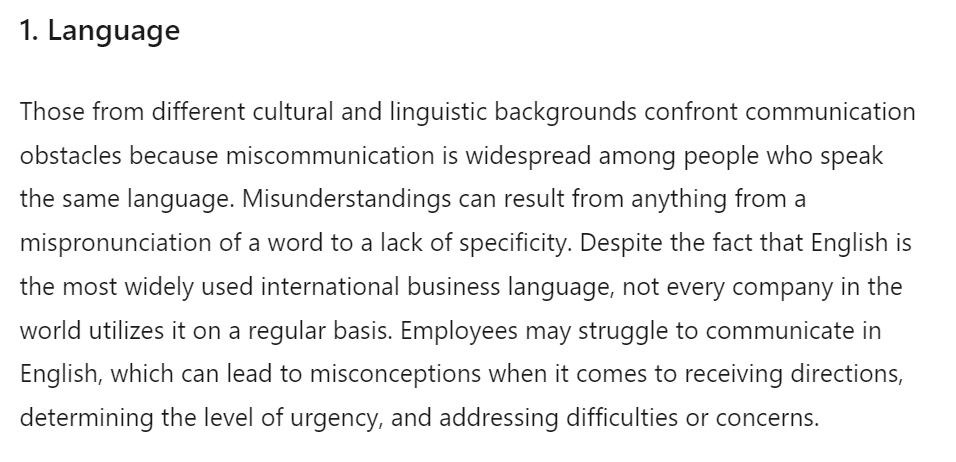 1. Language
Those from different cultural and linguistic backgrounds confront communication
obstacles because miscommunication is widespread among people who speak
the same language. Misunderstandings can result from anything from a
mispronunciation of a word to a lack of specificity. Despite the fact that English is
the most widely used international business language, not every company in the
world utilizes it on a regular basis. Employees may struggle to communicate in
English, which can lead to misconceptions when it comes to receiving directions,
determining the level of urgency, and addressing difficulties or concerns.